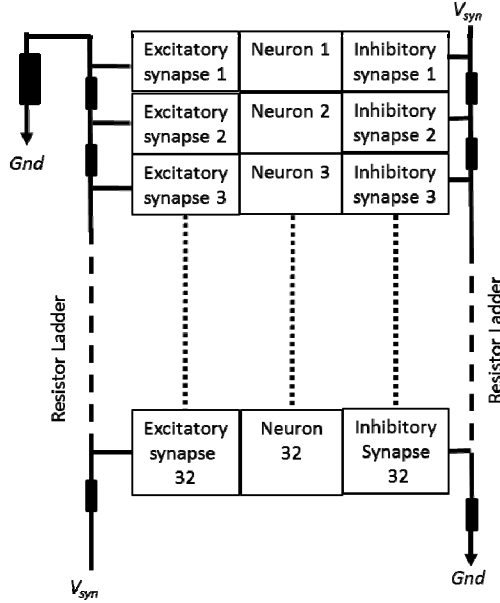 Vsyn
Excitatory synapse 1
Neuron 1
Inhibitory synapse 1
Gnd
Excitatory synapse 2
Neuron 2
Inhibitory synapse 2
Excitatory synapse 3
Neuron 3
Inhibitory synapse 3
Resistor Ladder
Resistor Ladder
Excitatory synapse 32
Neuron 32
Inhibitory Synapse 32
Vsyn
Gnd